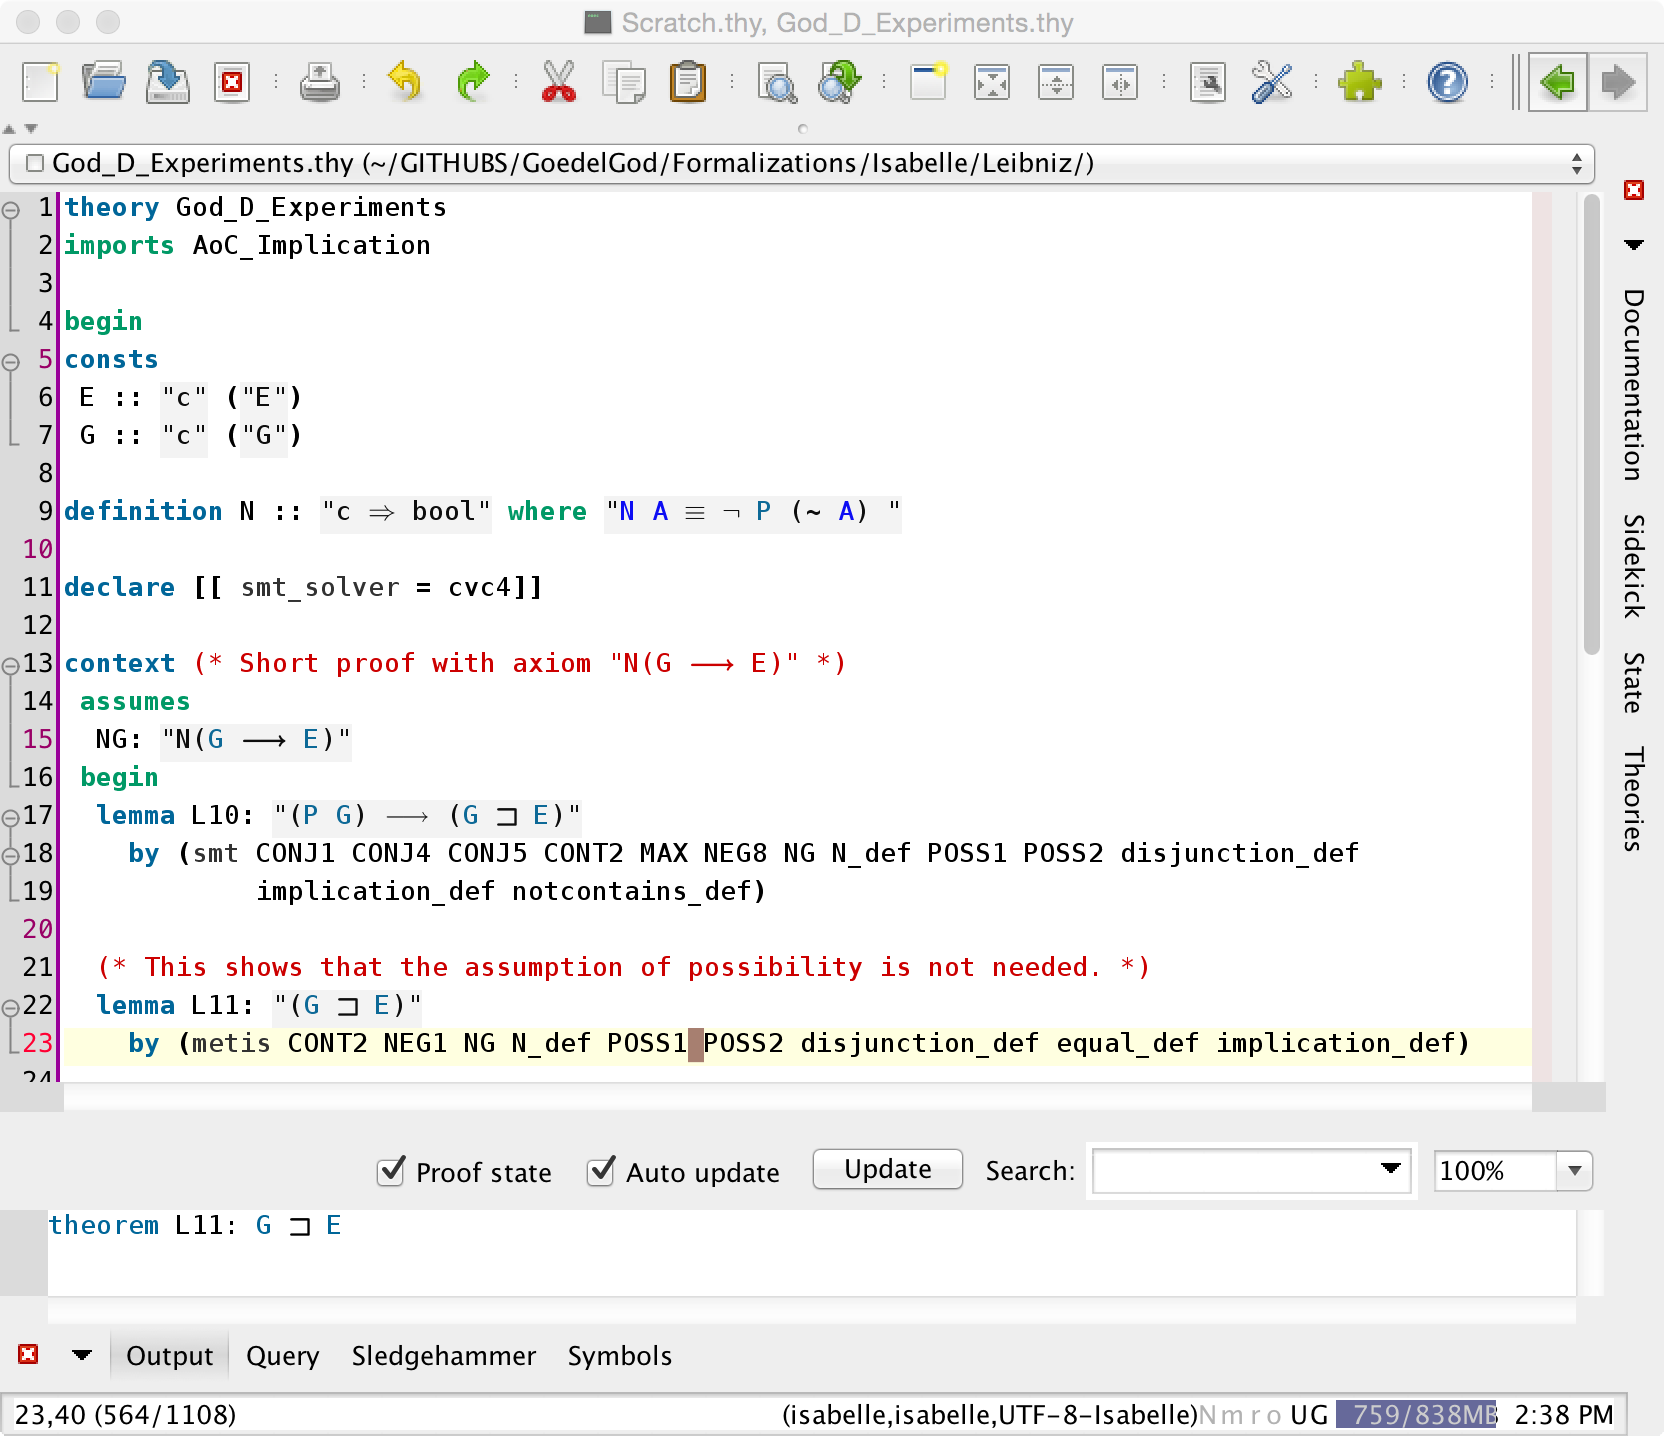 Scratch.thy, God_D_Experiments.thy
God_D_Experiments.thy (~/GITHUBS/GoedelGod/Formalizations/Isabelle/Leibniz/)
1 theory God_D_Experiments
2 imports AoC_Implication
3
4 begin
5 consts
6 E :: "c" ("E")
7 G :: "c" ("G")
8
9 definition N :: "c ⇒ bool" where "N A ≡ ¬ P (~ A) "
10
11 declare [[ smt_solver = cvc4]]
12
13 context (* Short proof with axiom "N(G ⟶ E)" *)
14 assumes
15 NG: "N(G ⟶ E)"
16 begin
17 lemma L10: "(P G) ⟶ (G ⊐ E)"
18 by (smt CONJ1 CONJ4 CONJ5 CONT2 MAX NEG8 NG N_def POSS1 POSS2 disjunction_def
19 implication_def notcontains_def)
20
21 (* This shows that the assumption of possibility is not needed. *)
22 lemma L11: "(G ⊐ E)"
23 by (metis CONT2 NEG1 NG N_def POSS1 POSS2 disjunction_def equal_def implication_def)
24
Documentation
Sidekick
State
Theories
Proof state Auto update Update Search: 100%
theorem L11: G ⊐ E
Output Query Sledgehammer Symbols
23,40 (564/1108) (isabelle,isabelle,UTF-8-Isabelle)Nmro UG 759/838MB 2:38 PM